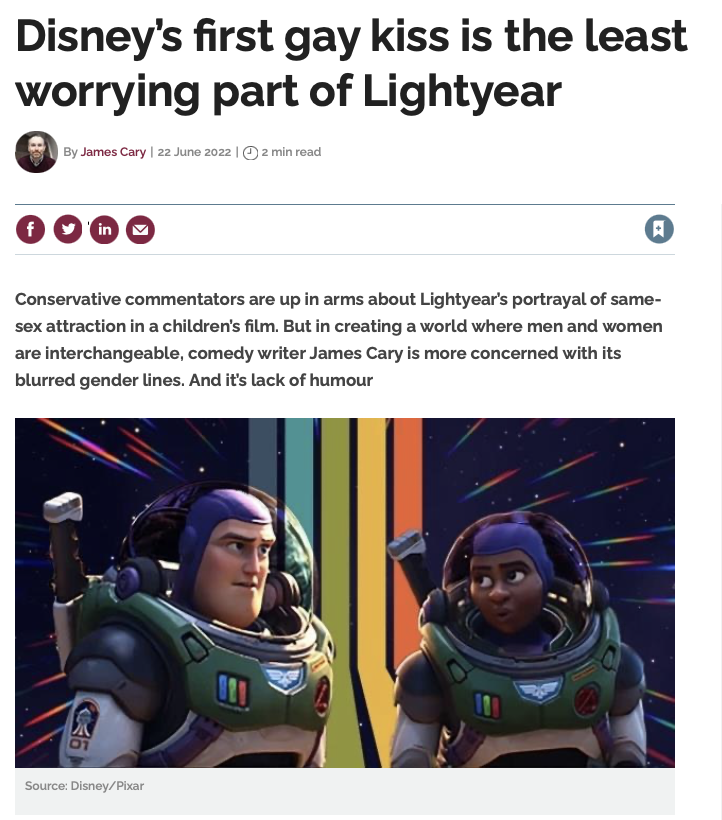 Disney's first gay kiss is the least
worrying part of Lightyear
By James Cary | 22 June 2022 | 2 min read
Conservative commentators are up in arms about Lightyear's portrayal of same-
sex attraction in a children's film. But in creating a world where men and women
are interchangeable, comedy writer James Cary is more concerned with its
blurred gender lines. And it's lack of humour
01
Source: Disney/Pixar